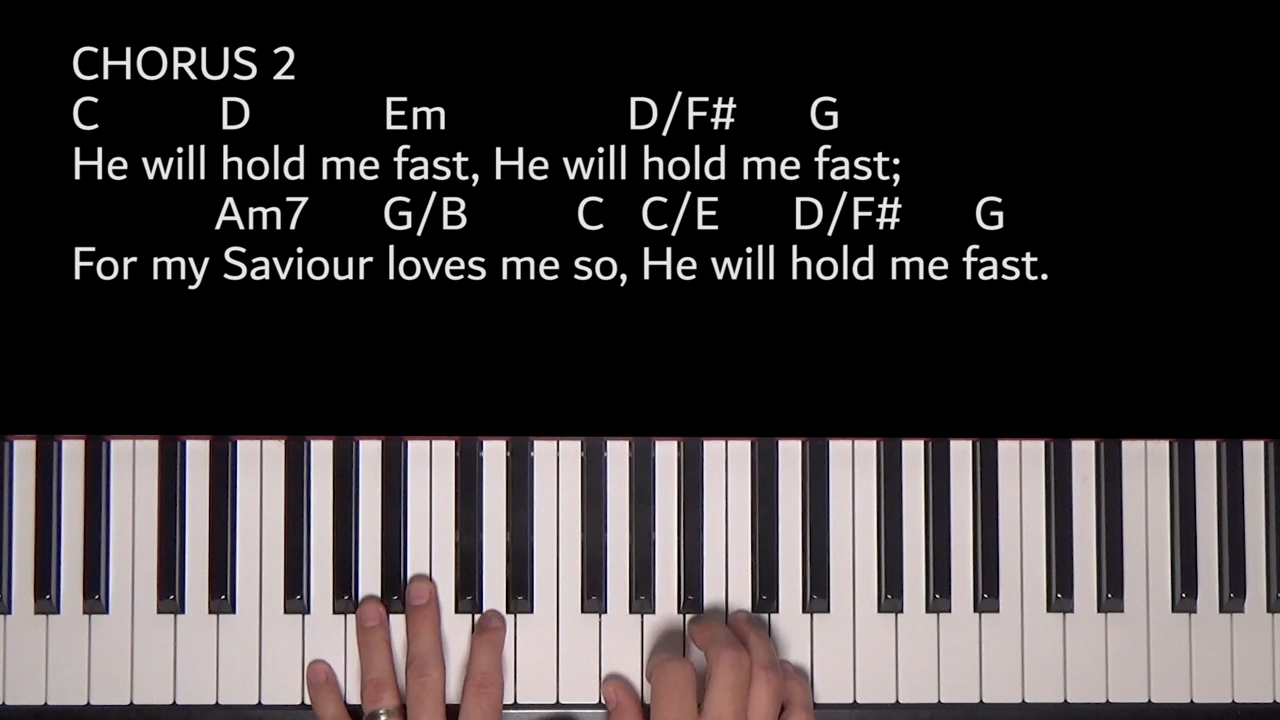 CHORUS 2
C D Em D/F# G
He will hold me fast, He will hold me fast;
Am7 G/B C C/E D/F# G
For my Saviour loves me so, He will hold me fast.